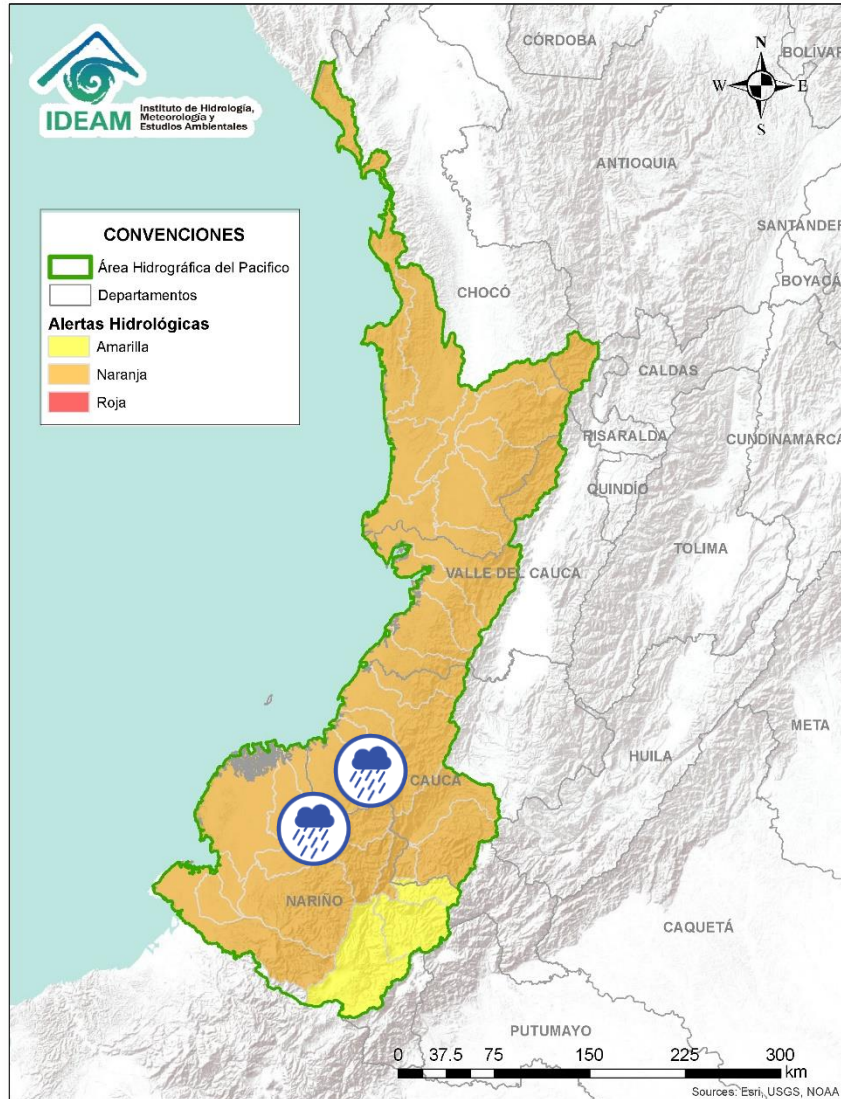 IDEAM
Instituto de Hidrología,
Meteorología y
Estudios Ambientales
N
W
E
S
CÓRDOBA
BOLÍVAR
ANTIOQUIA
SANTANDER
BOYACÁ
CONVENCIONES
Área Hidrográfica del Pacifico
Departamentos
Alertas Hidrológicas
Amarilla
Naranja
Roja
CHOCÓ
CALDAS
RISARALDA
CUNDINAMARCA
QUINDÍO
TOLIMA
VALLE DEL CAUCA
META
HUILA
CAUCA
NARIÑO
CAQUETÁ
PUTUMAYO
0 37.5 75 150 225 300
km
Sources: Esri, USGS, NOAA